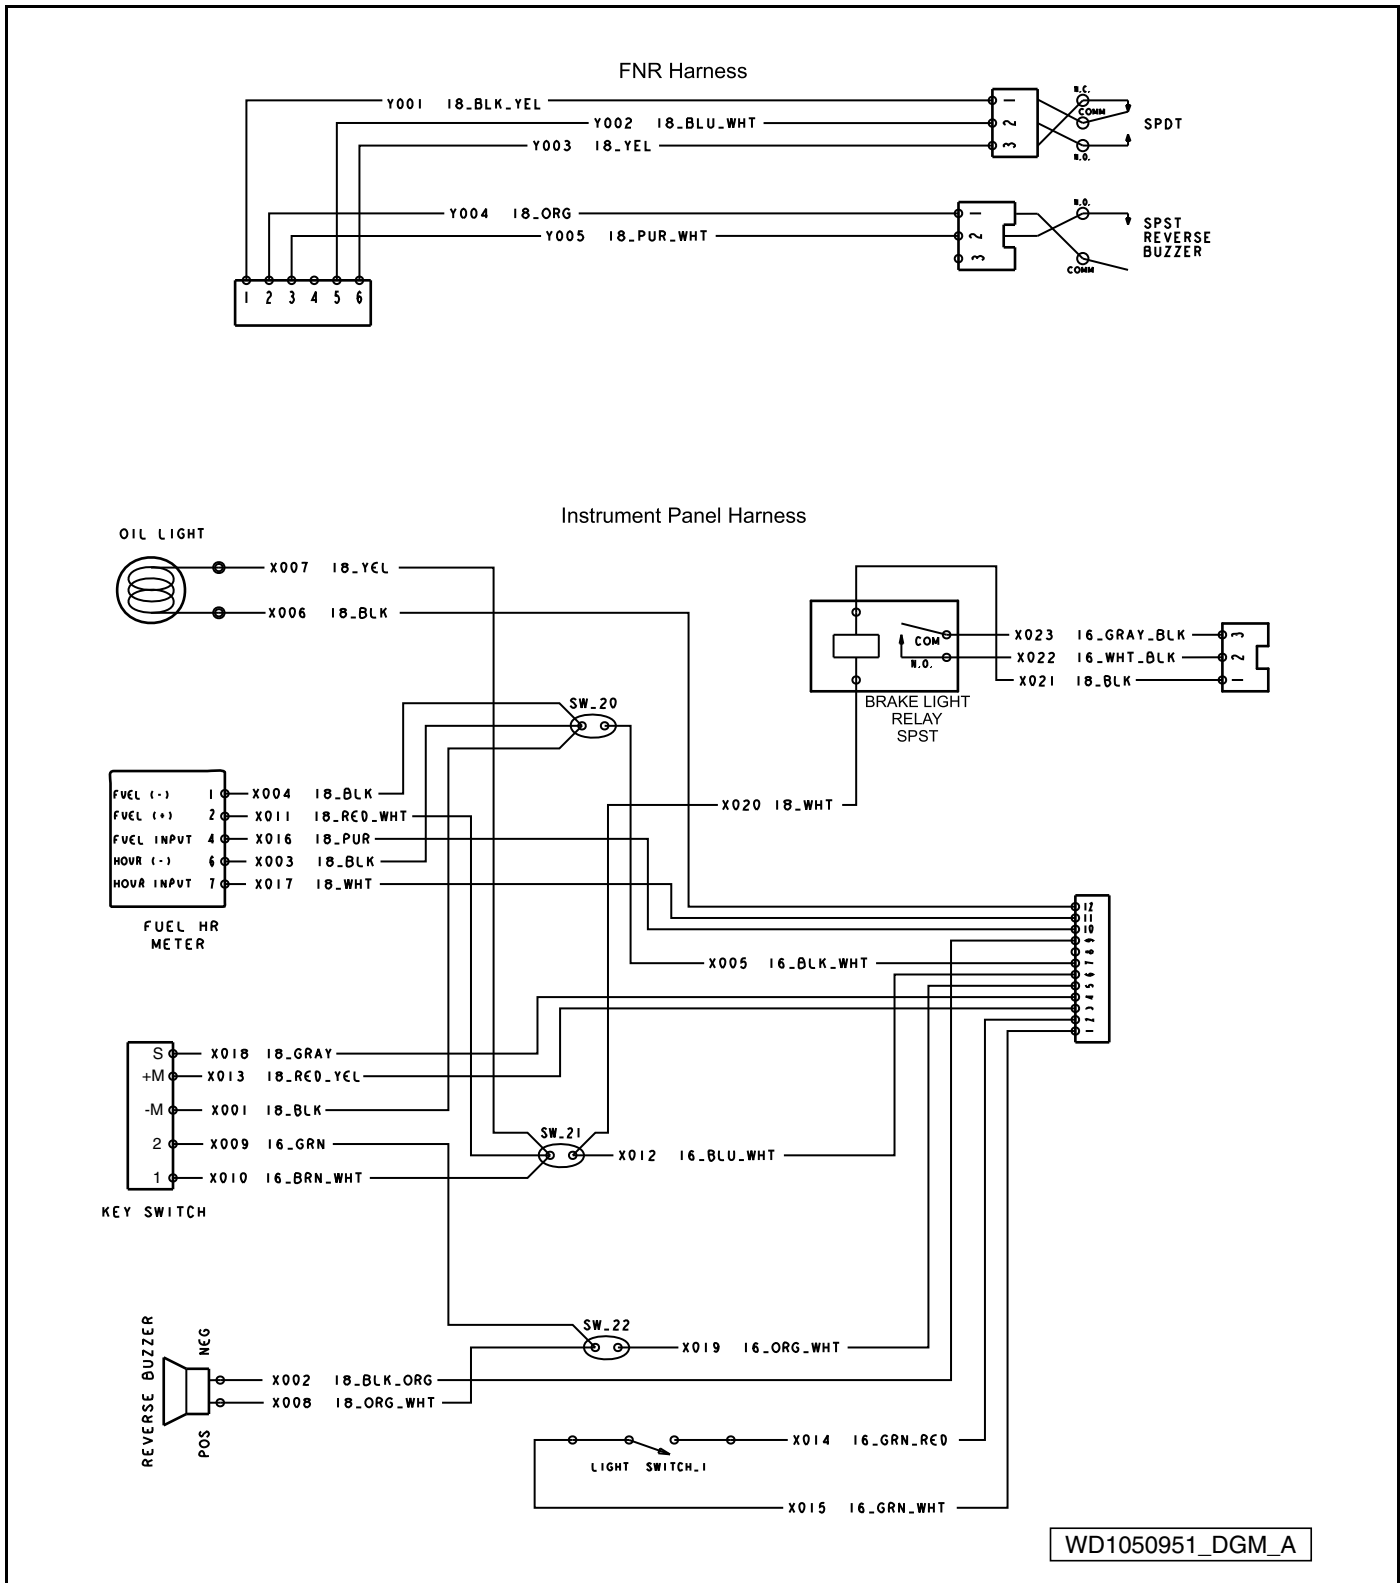 FNR Harness
Y001 18_BLK_YEL
Y002 18_BLU_WHT
Y003 18_YEL
1
2
3
N.C.
COMM
N.O.
SPDT
Y004 18_ORG
Y005 18_PUR_WHT
1
2
3
N.O.
COMM
SPST
REVERSE
BUZZER
1 2 3 4 5 6
Instrument Panel Harness
OIL LIGHT
X007 18_YEL
X006 18_BLK
COM
N.O.
BRAKE LIGHT
RELAY
SPST
X023 16_GRAY_BLK 3
X022 16_WHT_BLK 2
X021 18_BLK 1
SW_20
FUEL (-) 1 X004 18_BLK
FUEL (+) 2 X011 18_RED_WHT
FUEL INPUT 4 X016 18_PUR
HOUR (-) 6 X003 18_BLK
HOUR INPUT 7 X017 18_WHT
FUEL HR
METER
X020 18_WHT
12
11
10
9
8
7
6
5
4
3
2
1
X005 16_BLK_WHT
S X018 18_GRAY
+M X013 18_RED_YEL
-M X001 18_BLK
2 X009 16_GRN
1 X010 16_BRN_WHT
KEY SWITCH
SW_21
X012 16_BLU_WHT
SW_22
X019 16_ORG_WHT
REVERSE BUZZER
NEG
POS
X002 18_BLK_ORG
X008 18_ORG_WHT
X014 16_GRN_RED
LIGHT SWITCH_1
X015 16_GRN_WHT
WD1050951_DGM_A